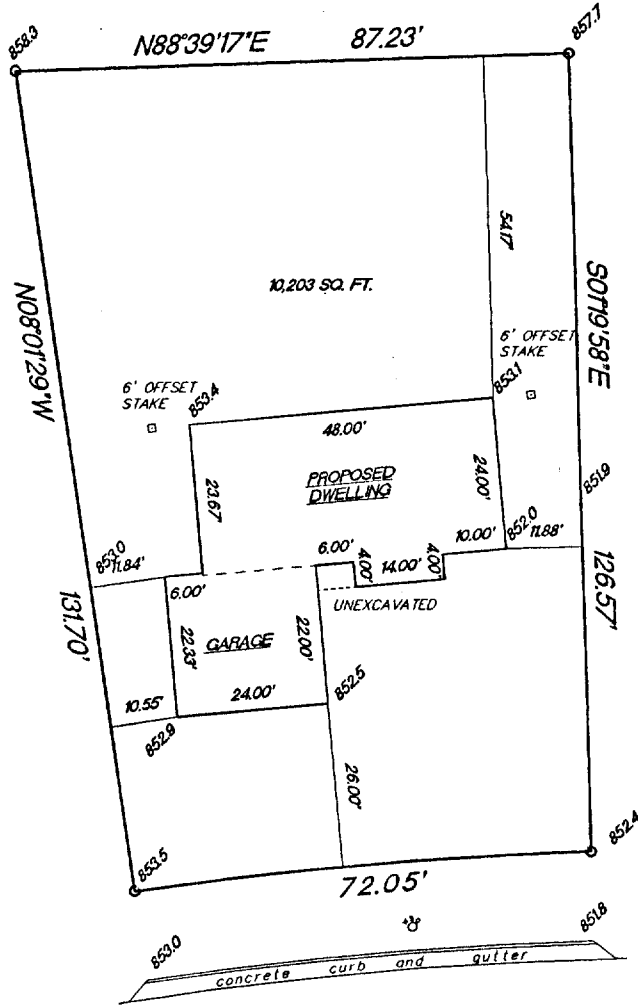 858.3
N88°39'17"E 87.23'
857.7
54.17'
10,203 SQ. FT.
N08°01'29"W
S01°19'58"E
6' OFFSET
STAKE
6' OFFSET
STAKE
853.4
853.1
48.00'
23.67'
PROPOSED
DWELLING
24.00'
851.9
853.0
11.84'
6.00'
6.00'
4.00'
14.00'
4.00'
10.00'
852.0
11.88'
UNEXCAVATED
131.70'
126.57'
22.33'
GARAGE
22.00'
10.55'
24.00'
852.5
852.9
26.00'
853.5
852.4
72.05'
853.0
851.8
concrete curb and gutter